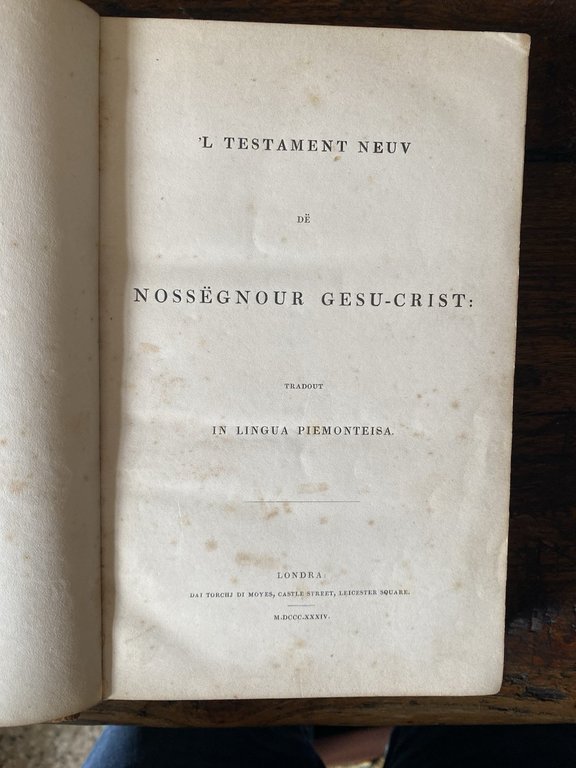 'L TESTAMENT NEUV
DË
NOSSËGNOUR GESU-CRIST:
TRADOUT
IN LINGUA PIEMONTEISA.
LONDRA:
DAI TORCHJ DI MOYES, CASTLE STREET, LEICESTER SQUARE.
M.DCCC.XXXIV.